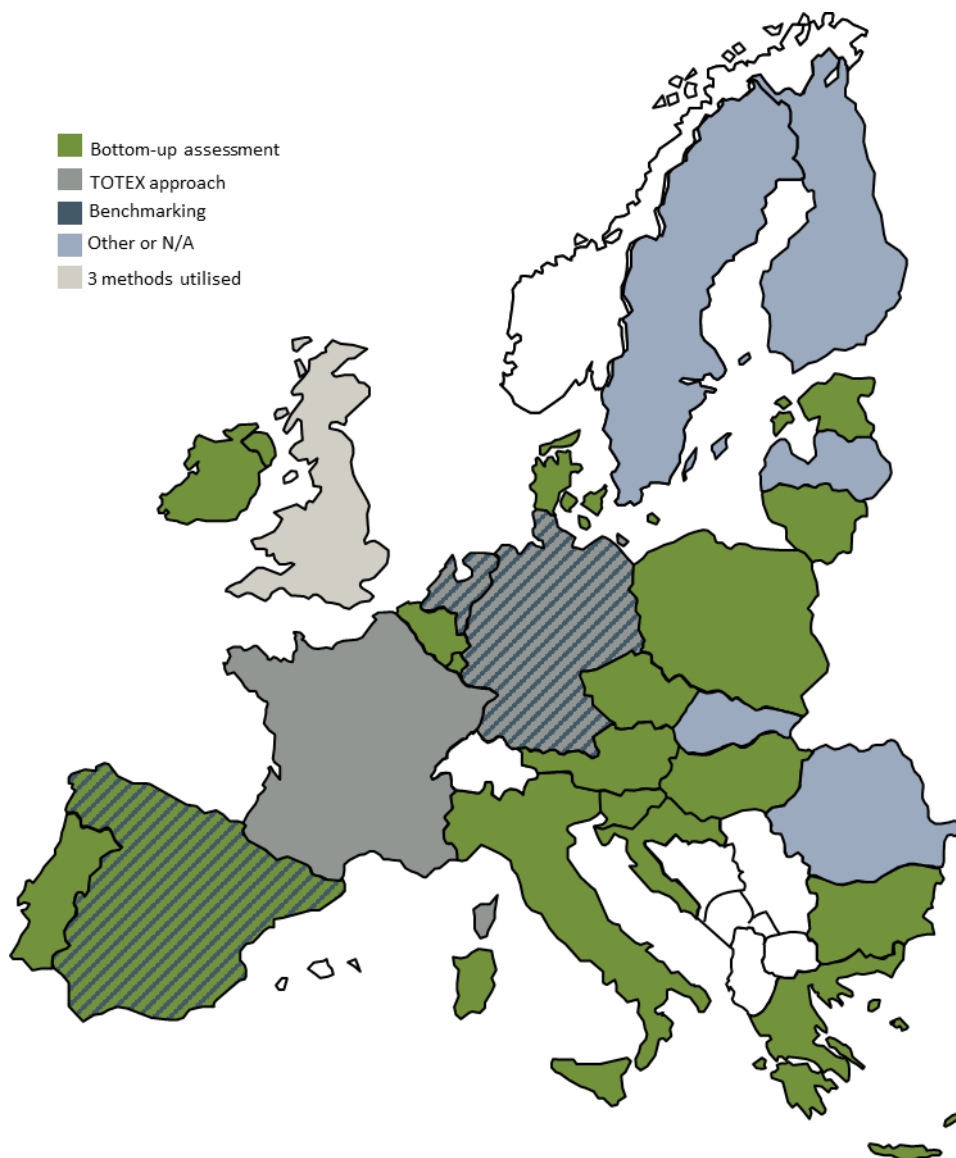 Bottom-up assessment
TOTEX approach
Benchmarking
Other or N/A
3 methods utilised